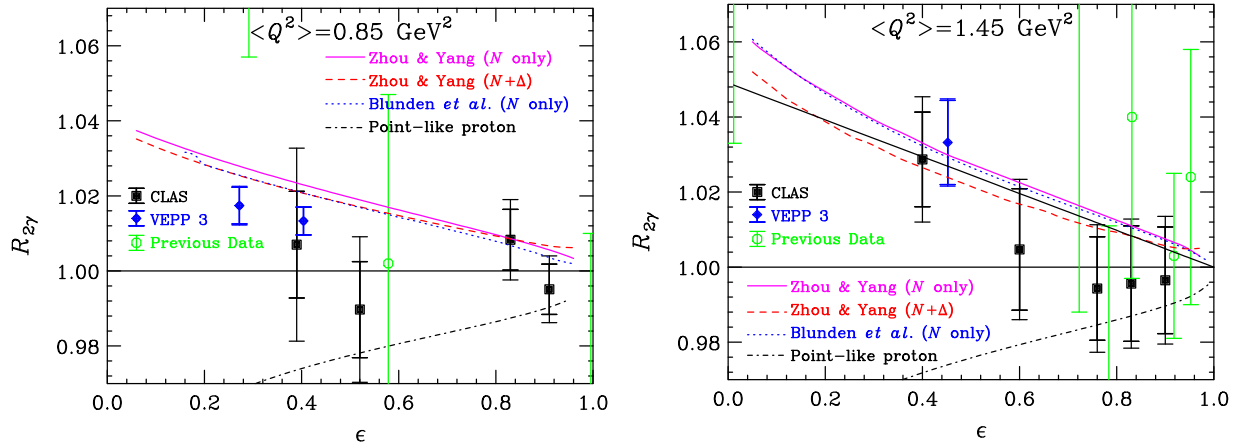 <Q²>=0.85 GeV²
Zhou & Yang (N only)
Zhou & Yang (N+Δ)
Blunden et al. (N only)
Point-like proton
CLAS
VEPP 3
Previous Data
R₂γ
1.06
1.04
1.02
1.00
0.98
0.0 0.2 0.4 0.6 0.8 1.0
ϵ
<Q²>=1.45 GeV²
CLAS
VEPP 3
Previous Data
Zhou & Yang (N only)
Zhou & Yang (N+Δ)
Blunden et al. (N only)
Point-like proton
R₂γ
1.06
1.04
1.02
1.00
0.98
0.0 0.2 0.4 0.6 0.8 1.0
ϵ